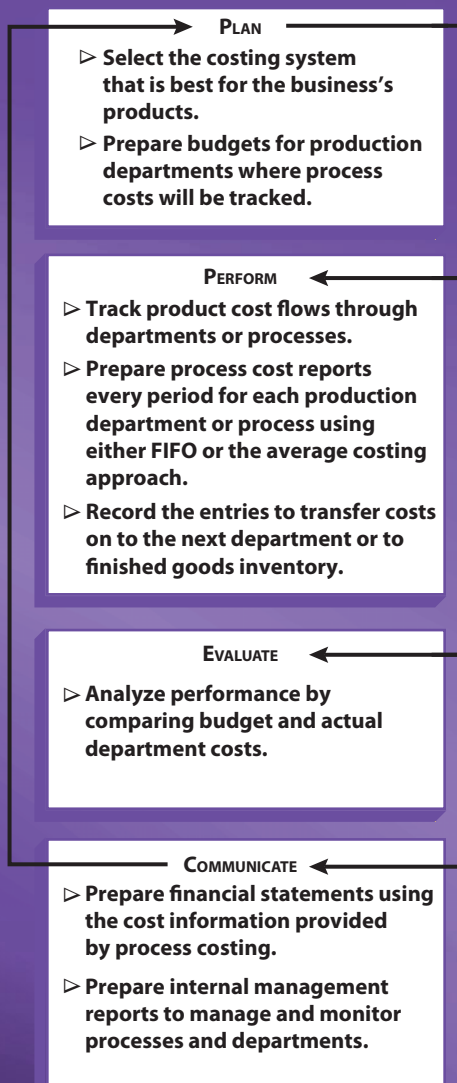 PLAN
▷ Select the costing system
that is best for the business's
products.
▷ Prepare budgets for production
departments where process
costs will be tracked.
PERFORM
▷ Track product cost flows through
departments or processes.
▷ Prepare process cost reports
every period for each production
department or process using
either FIFO or the average costing
approach.
▷ Record the entries to transfer costs
on to the next department or to
finished goods inventory.
EVALUATE
▷ Analyze performance by
comparing budget and actual
department costs.
COMMUNICATE
▷ Prepare financial statements using
the cost information provided
by process costing.
▷ Prepare internal management
reports to manage and monitor
processes and departments.